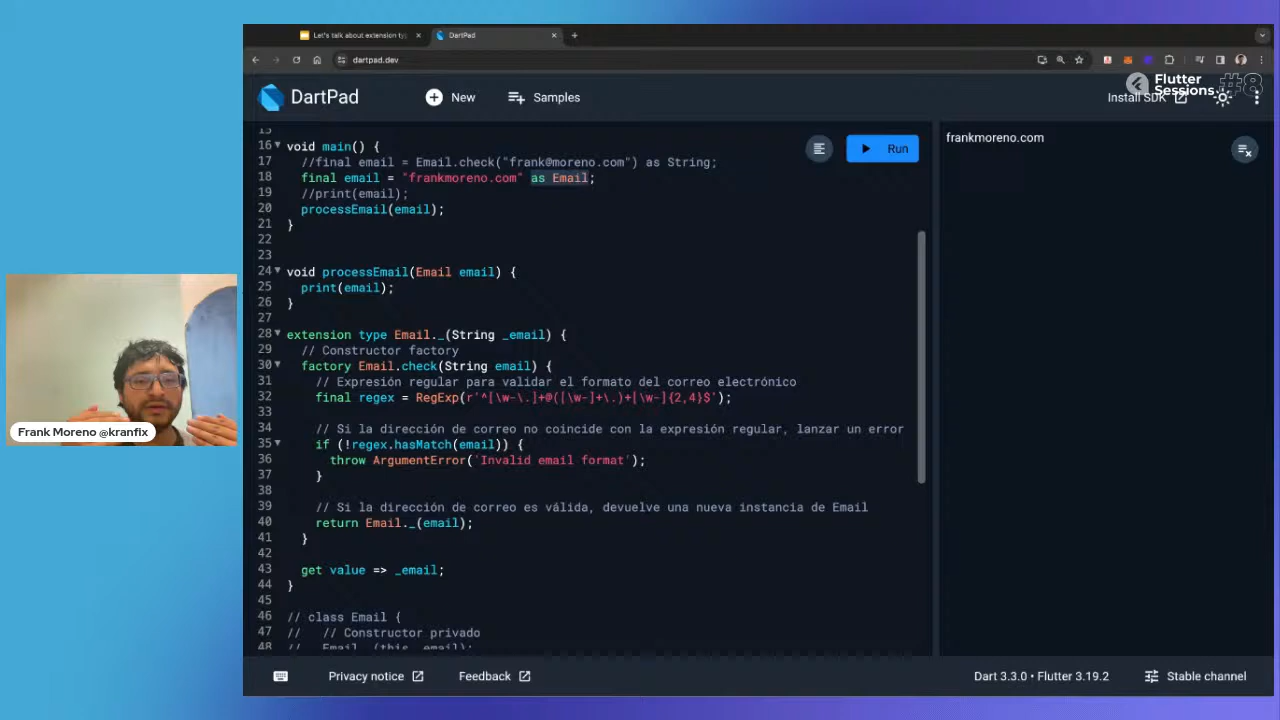 Let's talk about extension ty
DartPad
dartpad.dev
Flutter
Sessions
#8
DartPad
New
Samples
Install SDK
15
16 void main() {
17 //final email = Email.check("frank@moreno.com") as String;
18 final email = "frankmoreno.com" as Email;
19 //print(email);
20 processEmail(email);
21 }
22
23
24 void processEmail(Email email) {
25 print(email);
26 }
27
28 extension type Email._(String _email) {
29 // Constructor factory
30 factory Email.check(String email) {
31 // Expresión regular para validar el formato del correo electrónico
32 final regex = RegExp(r'^[\w-\.]+@([\w-]+\.)+[\w-]{2,4}$');
33
34 // Si la dirección de correo no coincide con la expresión regular, lanzar un error
35 if (!regex.hasMatch(email)) {
36 throw ArgumentError('Invalid email format');
37 }
38
39 // Si la dirección de correo es válida, devuelve una nueva instancia de Email
40 return Email._(email);
41 }
42
43 get value => _email;
44 }
45
46 // class Email {
47 // // Constructor privado
48 // Email._(this._email);
Run
frankmoreno.com
Frank Moreno @kranfix
Privacy notice
Feedback
Dart 3.3.0 • Flutter 3.19.2
Stable channel